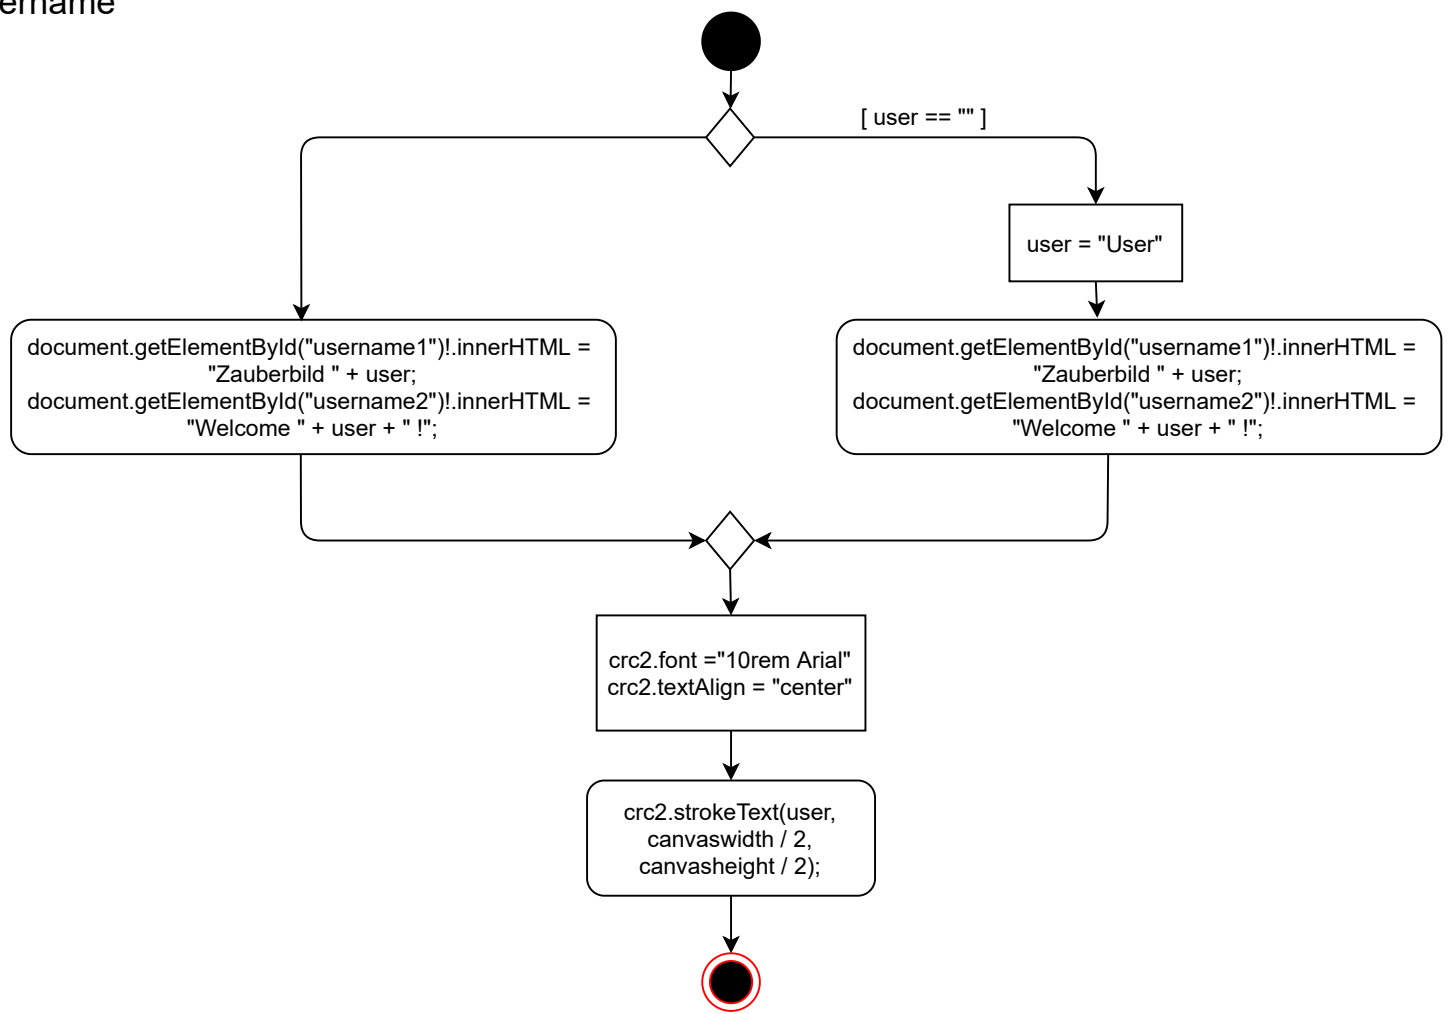 ername
[ user == "" ]
user = "User"
document.getElementById("username1")!.innerHTML =
"Zauberbild " + user;
document.getElementById("username2")!.innerHTML =
"Welcome " + user + " !";
document.getElementById("username1")!.innerHTML =
"Zauberbild " + user;
document.getElementById("username2")!.innerHTML =
"Welcome " + user + " !";
crc2.font ="10rem Arial"
crc2.textAlign = "center"
crc2.strokeText(user,
canvaswidth / 2,
canvasheight / 2);